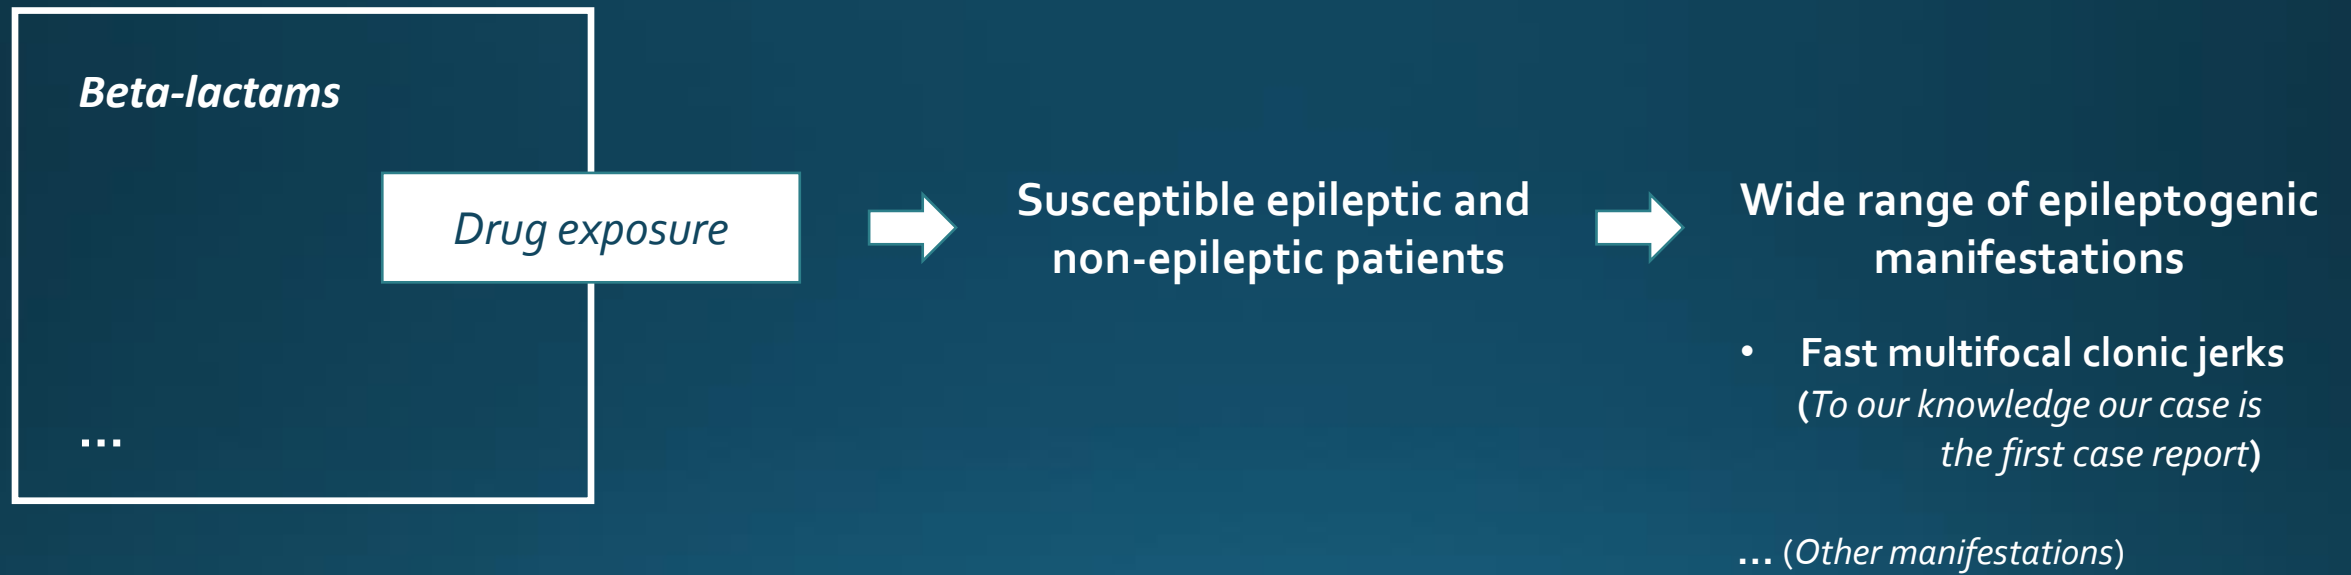 Beta-lactams
...
Drug exposure
Susceptible epileptic and
non-epileptic patients
Wide range of epileptogenic
manifestations
• Fast multifocal clonic jerks
(To our knowledge our case is
the first case report)
... (Other manifestations)